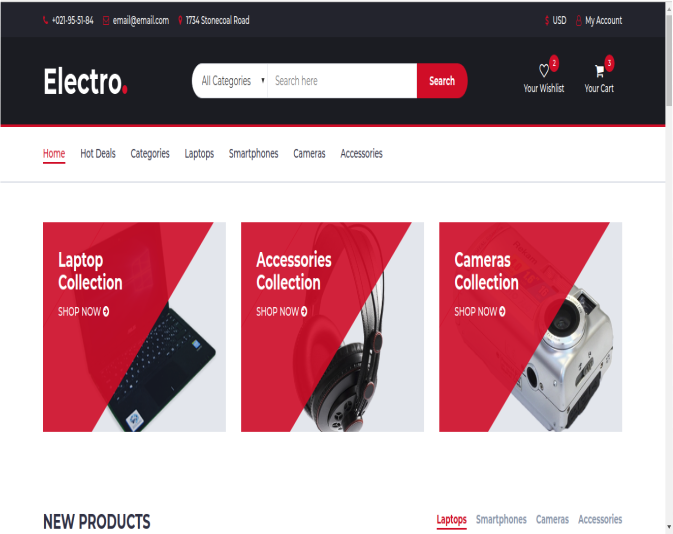 +021-95-51-84 email@email.com 1734 Stonecoal Road $ USD My Account
Electro.
All Categories Search here Search
2 3
Your Wishlist Your Cart
Home Hot Deals Categories Laptops Smartphones Cameras Accessories
Laptop
Collection
SHOP NOW
Accessories
Collection
SHOP NOW
Cameras
Collection
SHOP NOW
NEW PRODUCTS
Laptops Smartphones Cameras Accessories